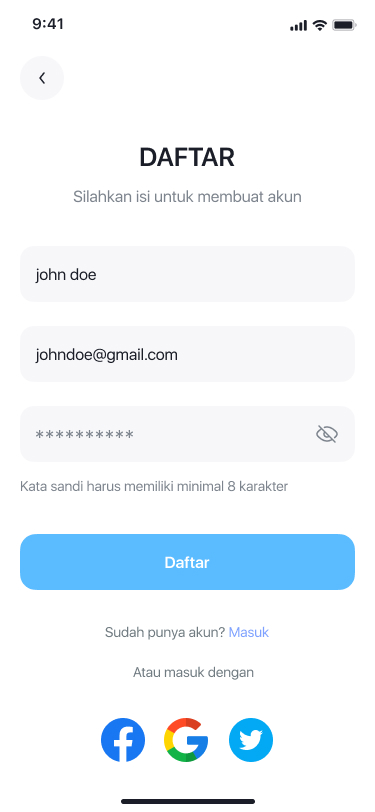 9:41
DAFTAR
Silahkan isi untuk membuat akun
john doe
johndoe@gmail.com
**********
Kata sandi harus memiliki minimal 8 karakter
Daftar
Sudah punya akun? Masuk
Atau masuk dengan